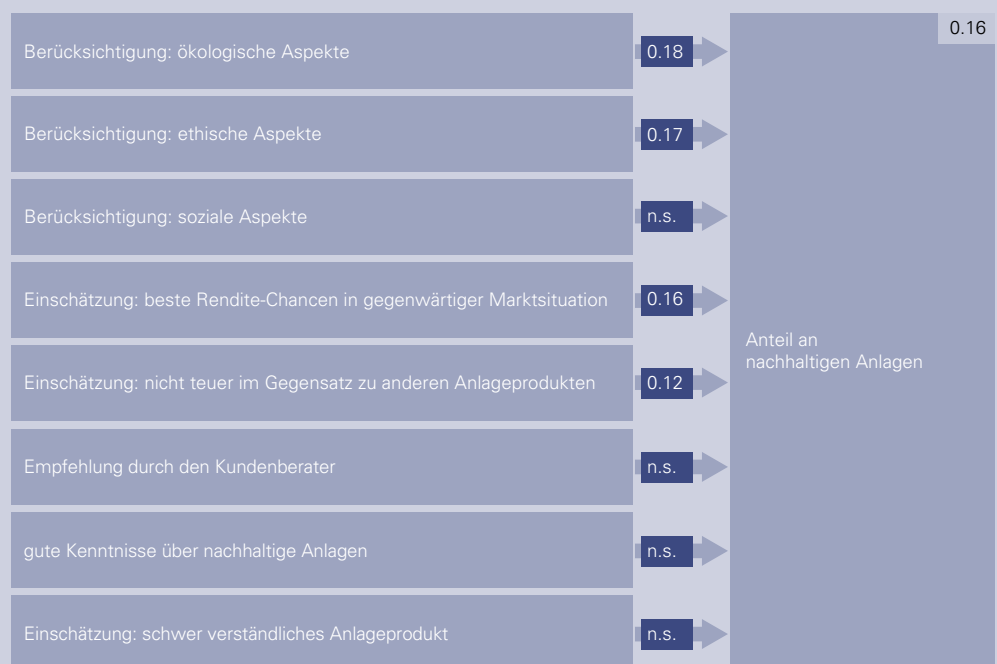 0.16
Berücksichtigung: ökologische Aspekte
0.18
Berücksichtigung: ethische Aspekte
0.17
Berücksichtigung: soziale Aspekte
n.s.
Einschätzung: beste Rendite-Chancen in gegenwärtiger Marktsituation
0.16
Anteil an
nachhaltigen Anlagen
Einschätzung: nicht teuer im Gegensatz zu anderen Anlageprodukten
0.12
Empfehlung durch den Kundenberater
n.s.
gute Kenntnisse über nachhaltige Anlagen
n.s.
Einschätzung: schwer verständliches Anlageprodukt
n.s.